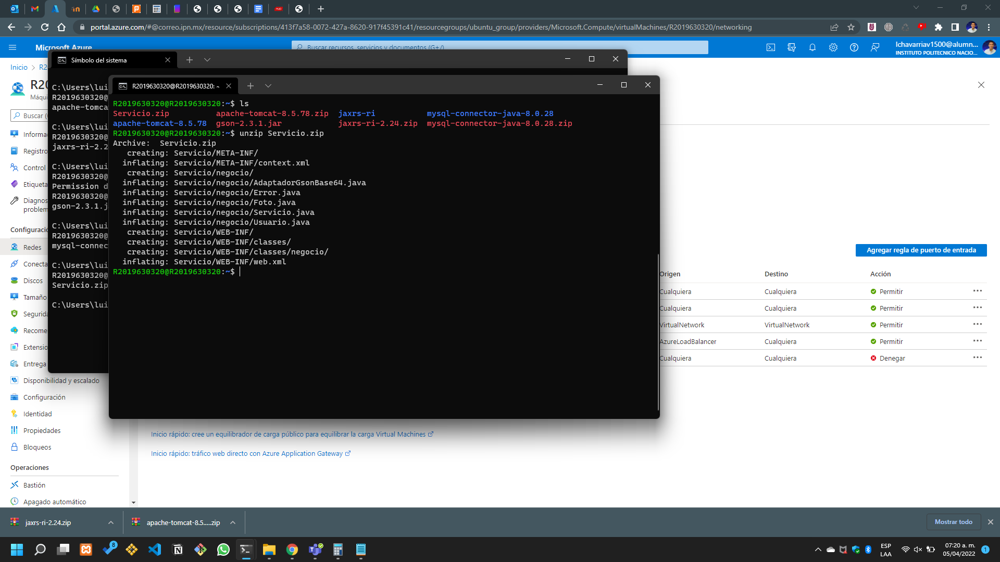 portal.azure.com/#@correo.ipn.mx/resource/subscriptions/413f7a58-0072-427a-8620-917f45391c41/resourcegroups/ubuntu_group/providers/Microsoft.Compute/virtualMachines/R2019630320/networking
Microsoft Azure
Buscar recursos, servicios y documentos (G+/)
lchavarriav1500@alumn...
INSTITUTO POLITECNICO NACIO...
Inicio > R2
R20
Máqui
Buscar (
Informa
Registro
Control
Etiqueta
Diagnos
problem
Configuració
Redes
Conecta
Discos
Tamaño
Segurida
Recome
Extensio
Entrega
Disponibilidad y escalado
Configuración
Identidad
Propiedades
Bloqueos
Operaciones
Bastión
Apagado automático
Símbolo del sistema
C:\Users\lui
R2019630320@
apache-tomca
C:\Users\lui
R2019630320@
jaxrs-ri-2.2
C:\Users\lui
R2019630320@
Permission d
R2019630320@
gson-2.3.1.j
C:\Users\lui
R2019630320@
mysql-connec
C:\Users\lui
R2019630320@
Servicio.zip
C:\Users\lui
R2019630320@R2019630320: ~
R2019630320@R2019630320:~$ ls
Servicio.zip apache-tomcat-8.5.78.zip jaxrs-ri mysql-connector-java-8.0.28
apache-tomcat-8.5.78 gson-2.3.1.jar jaxrs-ri-2.24.zip mysql-connector-java-8.0.28.zip
R2019630320@R2019630320:~$ unzip Servicio.zip
Archive: Servicio.zip
creating: Servicio/META-INF/
inflating: Servicio/META-INF/context.xml
creating: Servicio/negocio/
inflating: Servicio/negocio/AdaptadorGsonBase64.java
inflating: Servicio/negocio/Error.java
inflating: Servicio/negocio/Foto.java
inflating: Servicio/negocio/Servicio.java
inflating: Servicio/negocio/Usuario.java
creating: Servicio/WEB-INF/
creating: Servicio/WEB-INF/classes/
creating: Servicio/WEB-INF/classes/negocio/
inflating: Servicio/WEB-INF/web.xml
R2019630320@R2019630320:~$
Agregar regla de puerto de entrada
Origen Destino Acción
Cualquiera Cualquiera Permitir
Cualquiera Cualquiera Permitir
VirtualNetwork VirtualNetwork Permitir
AzureLoadBalancer Cualquiera Permitir
Cualquiera Cualquiera Denegar
Inicio rápido: cree un equilibrador de carga público para equilibrar la carga Virtual Machines
Inicio rápido: tráfico web directo con Azure Application Gateway
jaxrs-ri-2.24.zip
apache-tomcat-8.5.....zip
Mostrar todo
8
ESP
LAA
07:20 a. m.
05/04/2022
1